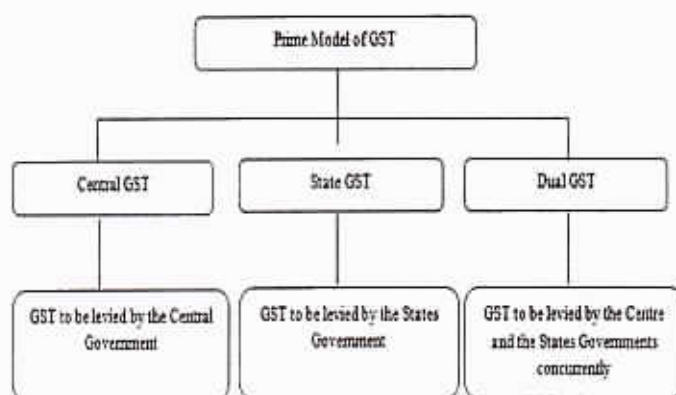 Prime Model of GST
Central GST
State GST
Dual GST
GST to be levied by the Central
Government
GST to be levied by the States
Government
GST to be levied by the Centre
and the States Governments
concurrently